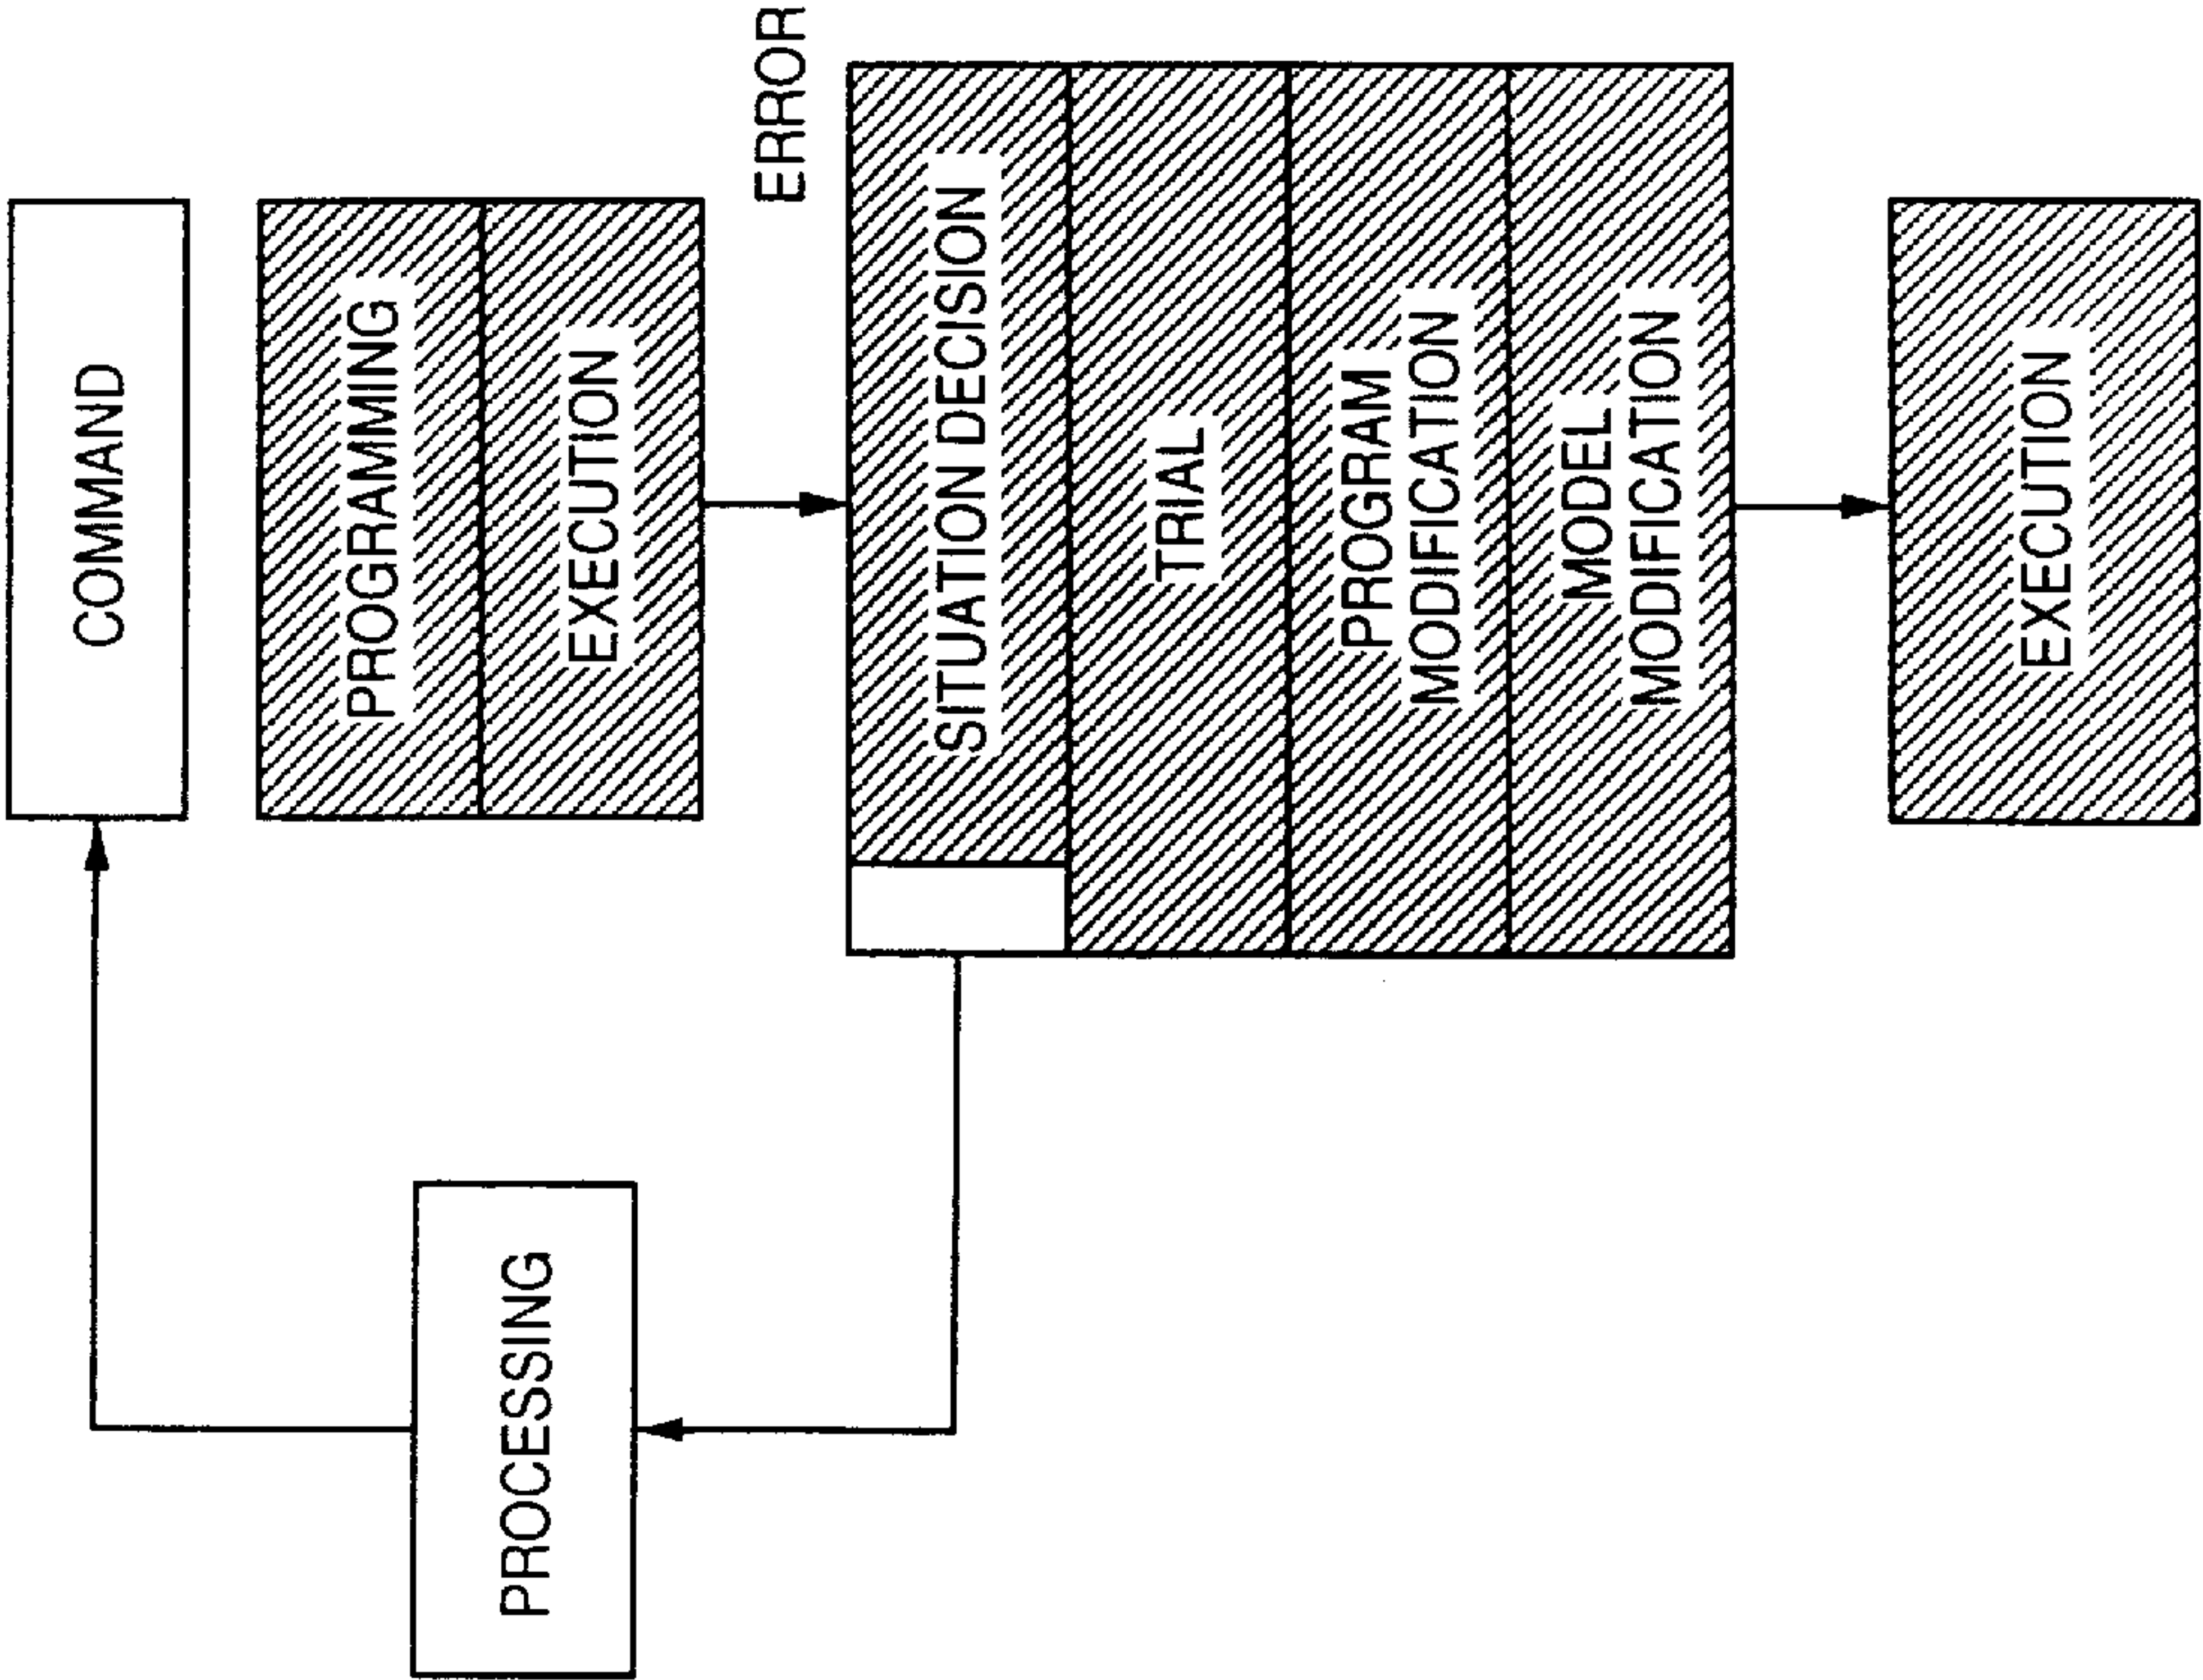 COMMAND
PROGRAMMING
EXECUTION
ERROR
SITUATION DECISION
TRIAL
PROGRAM
MODIFICATION
MODEL
MODIFICATION
EXECUTION
PROCESSING